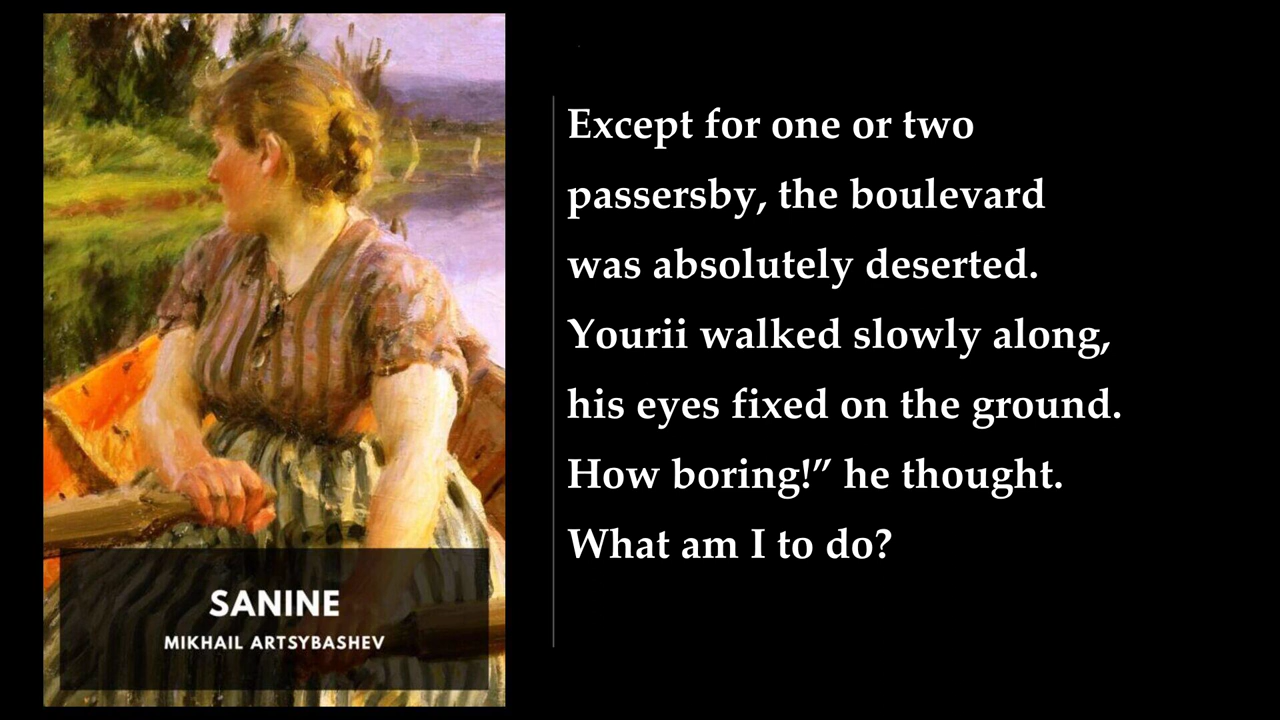 SANINE
MIKHAIL ARTSYBASHEV
Except for one or two
passersby, the boulevard
was absolutely deserted.
Yourii walked slowly along,
his eyes fixed on the ground.
How boring!” he thought.
What am I to do?